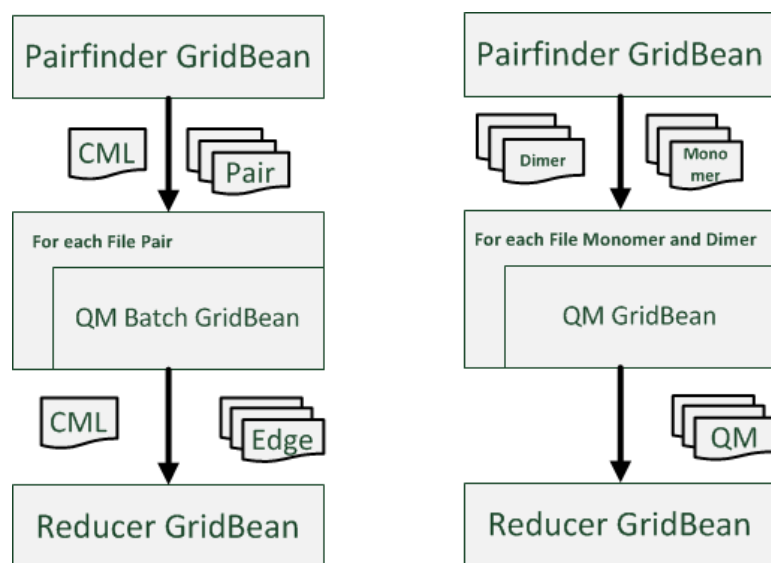 Pairfinder GridBean
CML
Pair
For each File Pair
QM Batch GridBean
CML
Edge
Reducer GridBean
Pairfinder GridBean
Dimer
Mono
mer
For each File Monomer and Dimer
QM GridBean
QM
Reducer GridBean